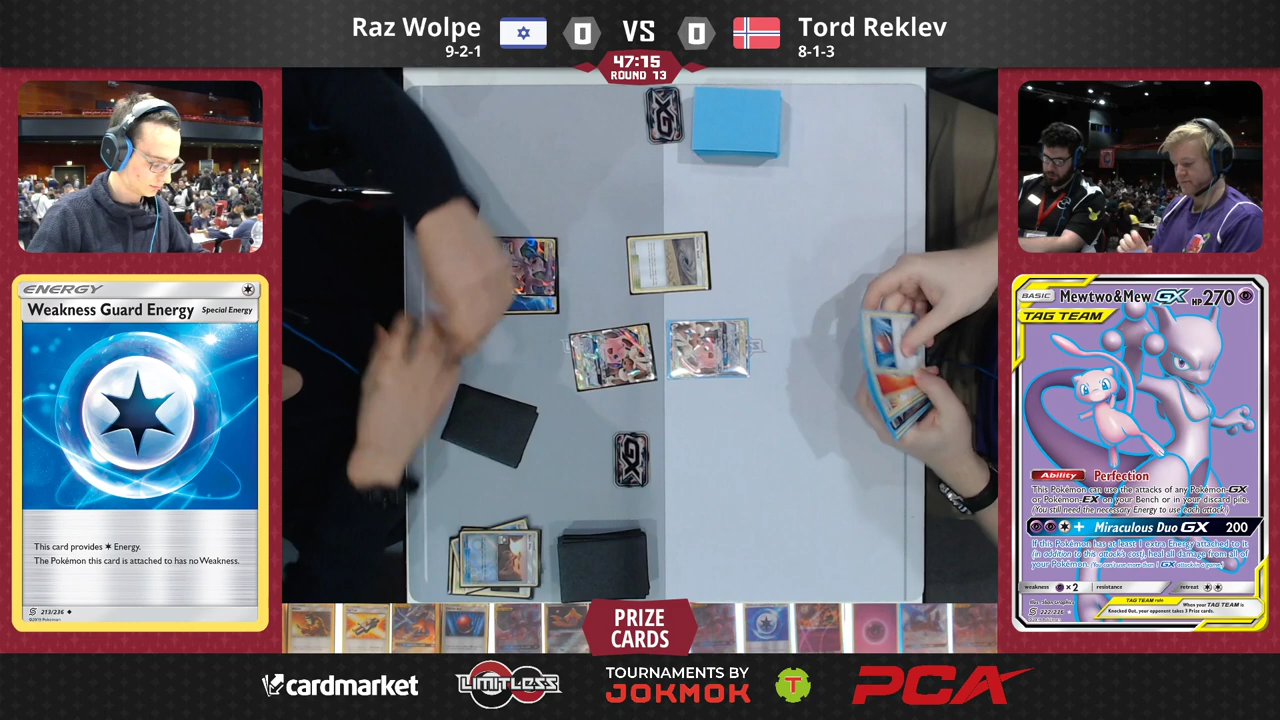 Raz Wolpe
9-2-1
0 VS 0
Tord Reklev
8-1-3
47:15
ROUND 13
GX
GX
ENERGY
Weakness Guard Energy Special Energy
This card provides Energy.
The Pokémon this card is attached to has no Weakness.
213/236
BASIC Mewtwo&Mew GX HP 270
TAG TEAM
Ability Perfection
This Pokémon can use the attacks of any Pokémon-GX
or Pokémon-EX on your Bench or in your discard pile.
(You still need the necessary Energy to use each attack.)
+ Miraculous Duo GX 200
If this Pokémon has at least 1 extra Energy attached to it
(in addition to this attack's cost), heal all damage from all of
your Pokémon. (You can't use more than 1 GX attack in a game.)
weakness ×2 resistance retreat
TAG TEAM rule
When your TAG TEAM is
Knocked Out, your opponent takes 3 Prize cards.
222/236
PRIZE
CARDS
cardmarket
LIMITLESS
TOURNAMENTS BY
JOKMOK
T
PCA